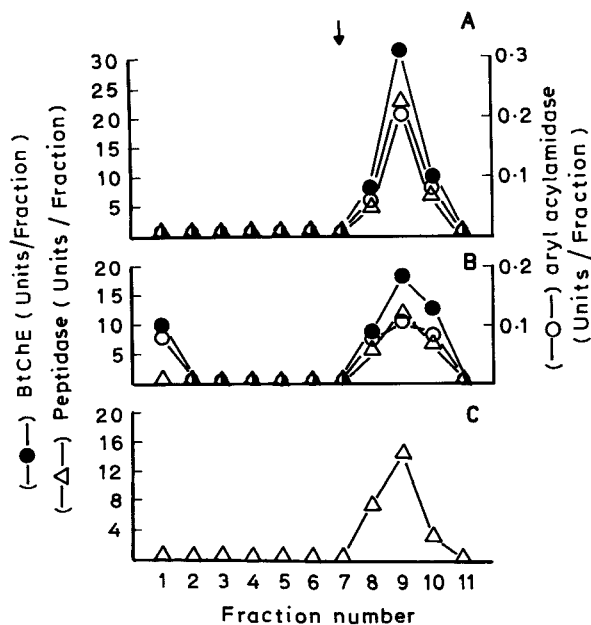 (—●—) BtChE (Units/Fraction)
(—△—) Peptidase (Units / Fraction)
A
30
25
20
15
10
5
0·3
0·2
0·1
B
20
15
10
5
0·2
0·1
C
20
16
12
8
4
(—○—) aryl acylamidase
(Units / Fraction)
1 2 3 4 5 6 7 8 9 10 11
Fraction number